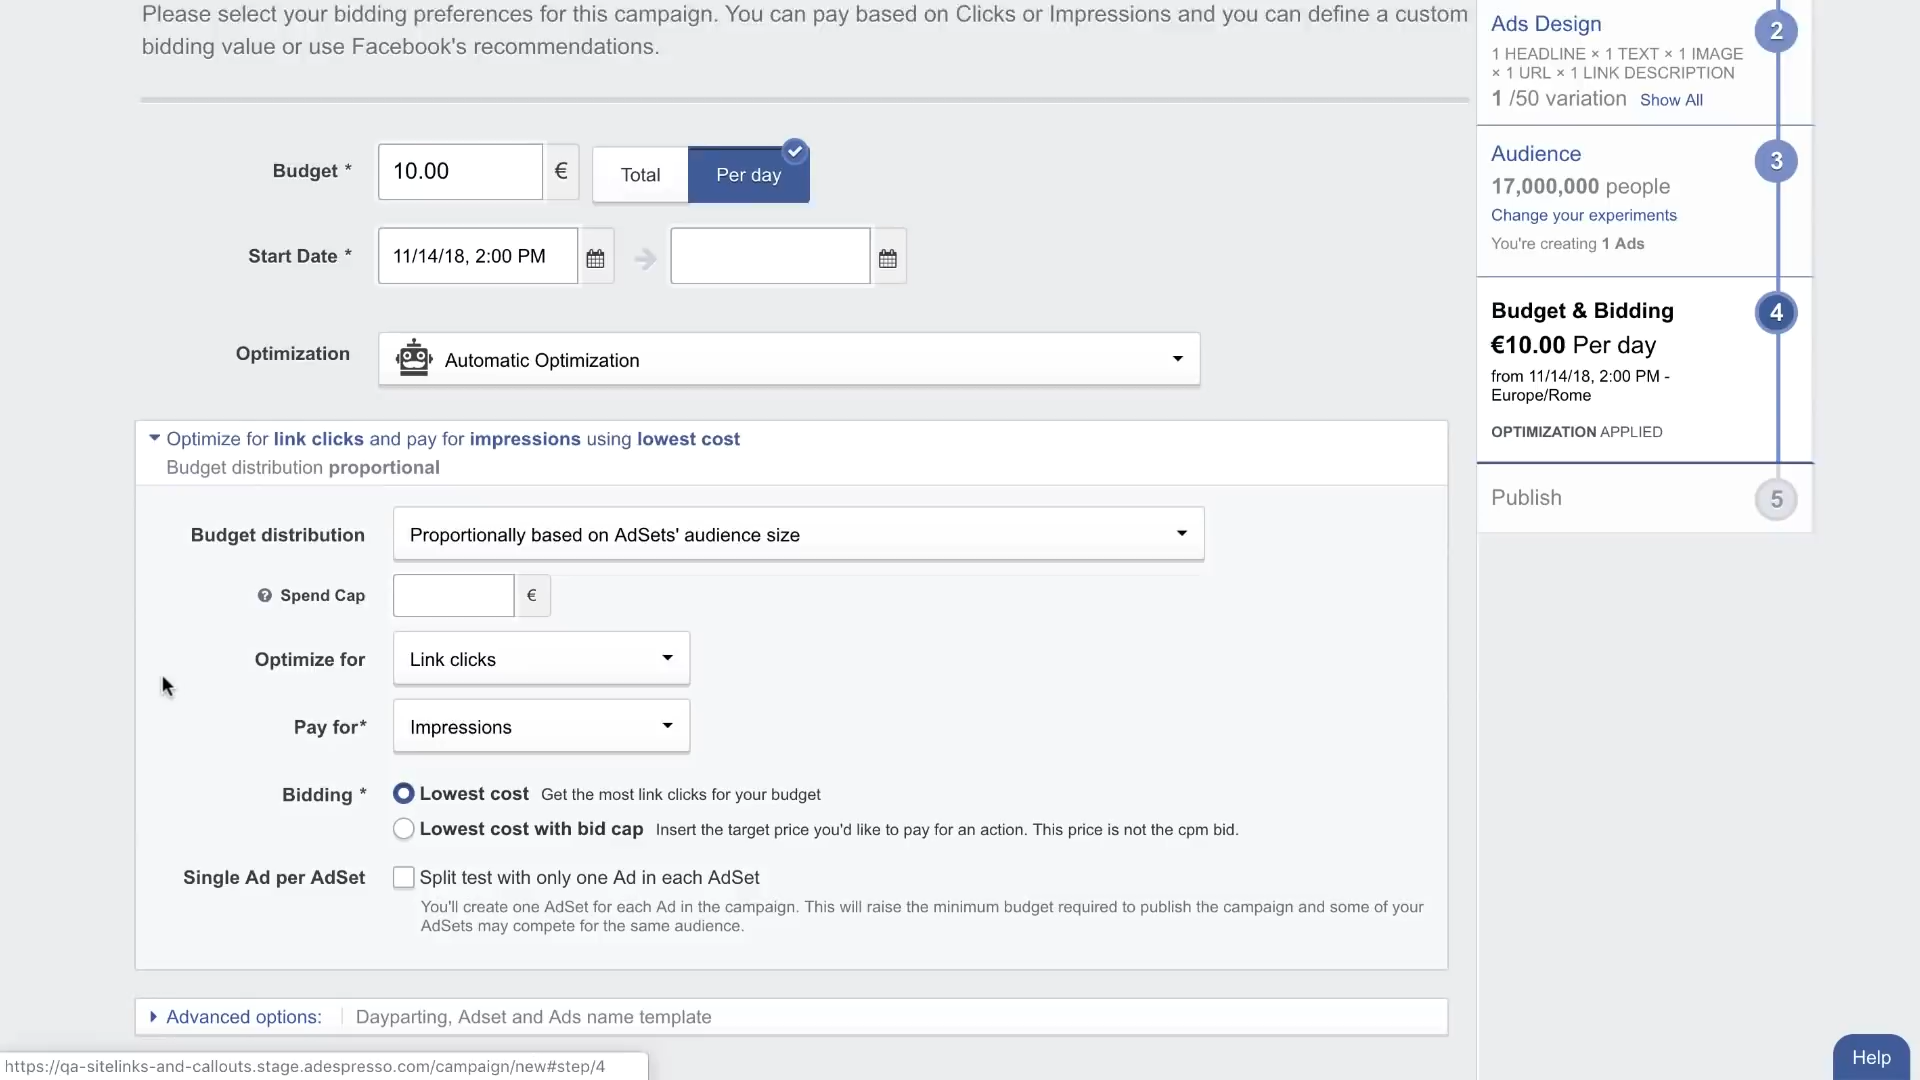 Please select your bidding preferences for this campaign. You can pay based on Clicks or Impressions and you can define a custom
bidding value or use Facebook's recommendations.
Budget * 10.00 € Total Per day
Start Date * 11/14/18, 2:00 PM
Optimization Automatic Optimization
Optimize for link clicks and pay for impressions using lowest cost
Budget distribution proportional
Budget distribution Proportionally based on AdSets' audience size
Spend Cap €
Optimize for Link clicks
Pay for* Impressions
Bidding * Lowest cost Get the most link clicks for your budget
Lowest cost with bid cap Insert the target price you'd like to pay for an action. This price is not the cpm bid.
Single Ad per AdSet Split test with only one Ad in each AdSet
You'll create one AdSet for each Ad in the campaign. This will raise the minimum budget required to publish the campaign and some of your
AdSets may compete for the same audience.
Advanced options: Dayparting, Adset and Ads name template
https://qa-sitelinks-and-callouts.stage.adespresso.com/campaign/new#step/4
Ads Design 2
1 HEADLINE × 1 TEXT × 1 IMAGE
× 1 URL × 1 LINK DESCRIPTION
1 /50 variation Show All
Audience 3
17,000,000 people
Change your experiments
You're creating 1 Ads
Budget & Bidding 4
€10.00 Per day
from 11/14/18, 2:00 PM -
Europe/Rome
OPTIMIZATION APPLIED
Publish 5
Help